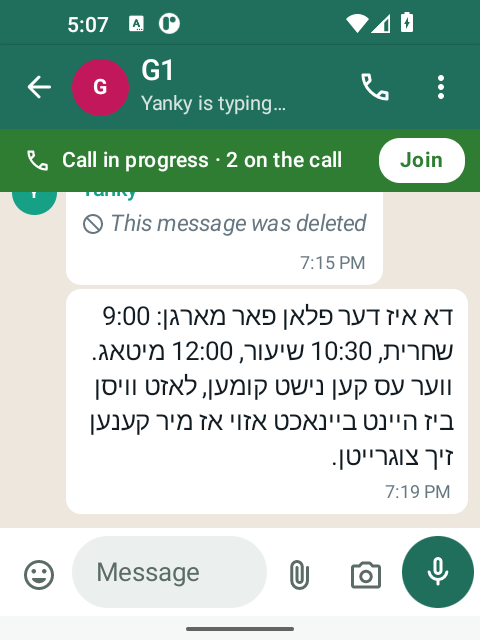 5:07
G
G1
Yanky is typing…
Call in progress · 2 on the call
Join
Yanky
This message was deleted
7:15 PM
דא איז דער פלאן פאר מארגן: 9:00
שחרית, 10:30 שיעור, 12:00 מיטאג.
ווער עס קען נישט קומען, לאזט וויסן
ביז היינט ביינאכט אזוי אז מיר קענען
זיך צוגרייטן.
7:19 PM
Message